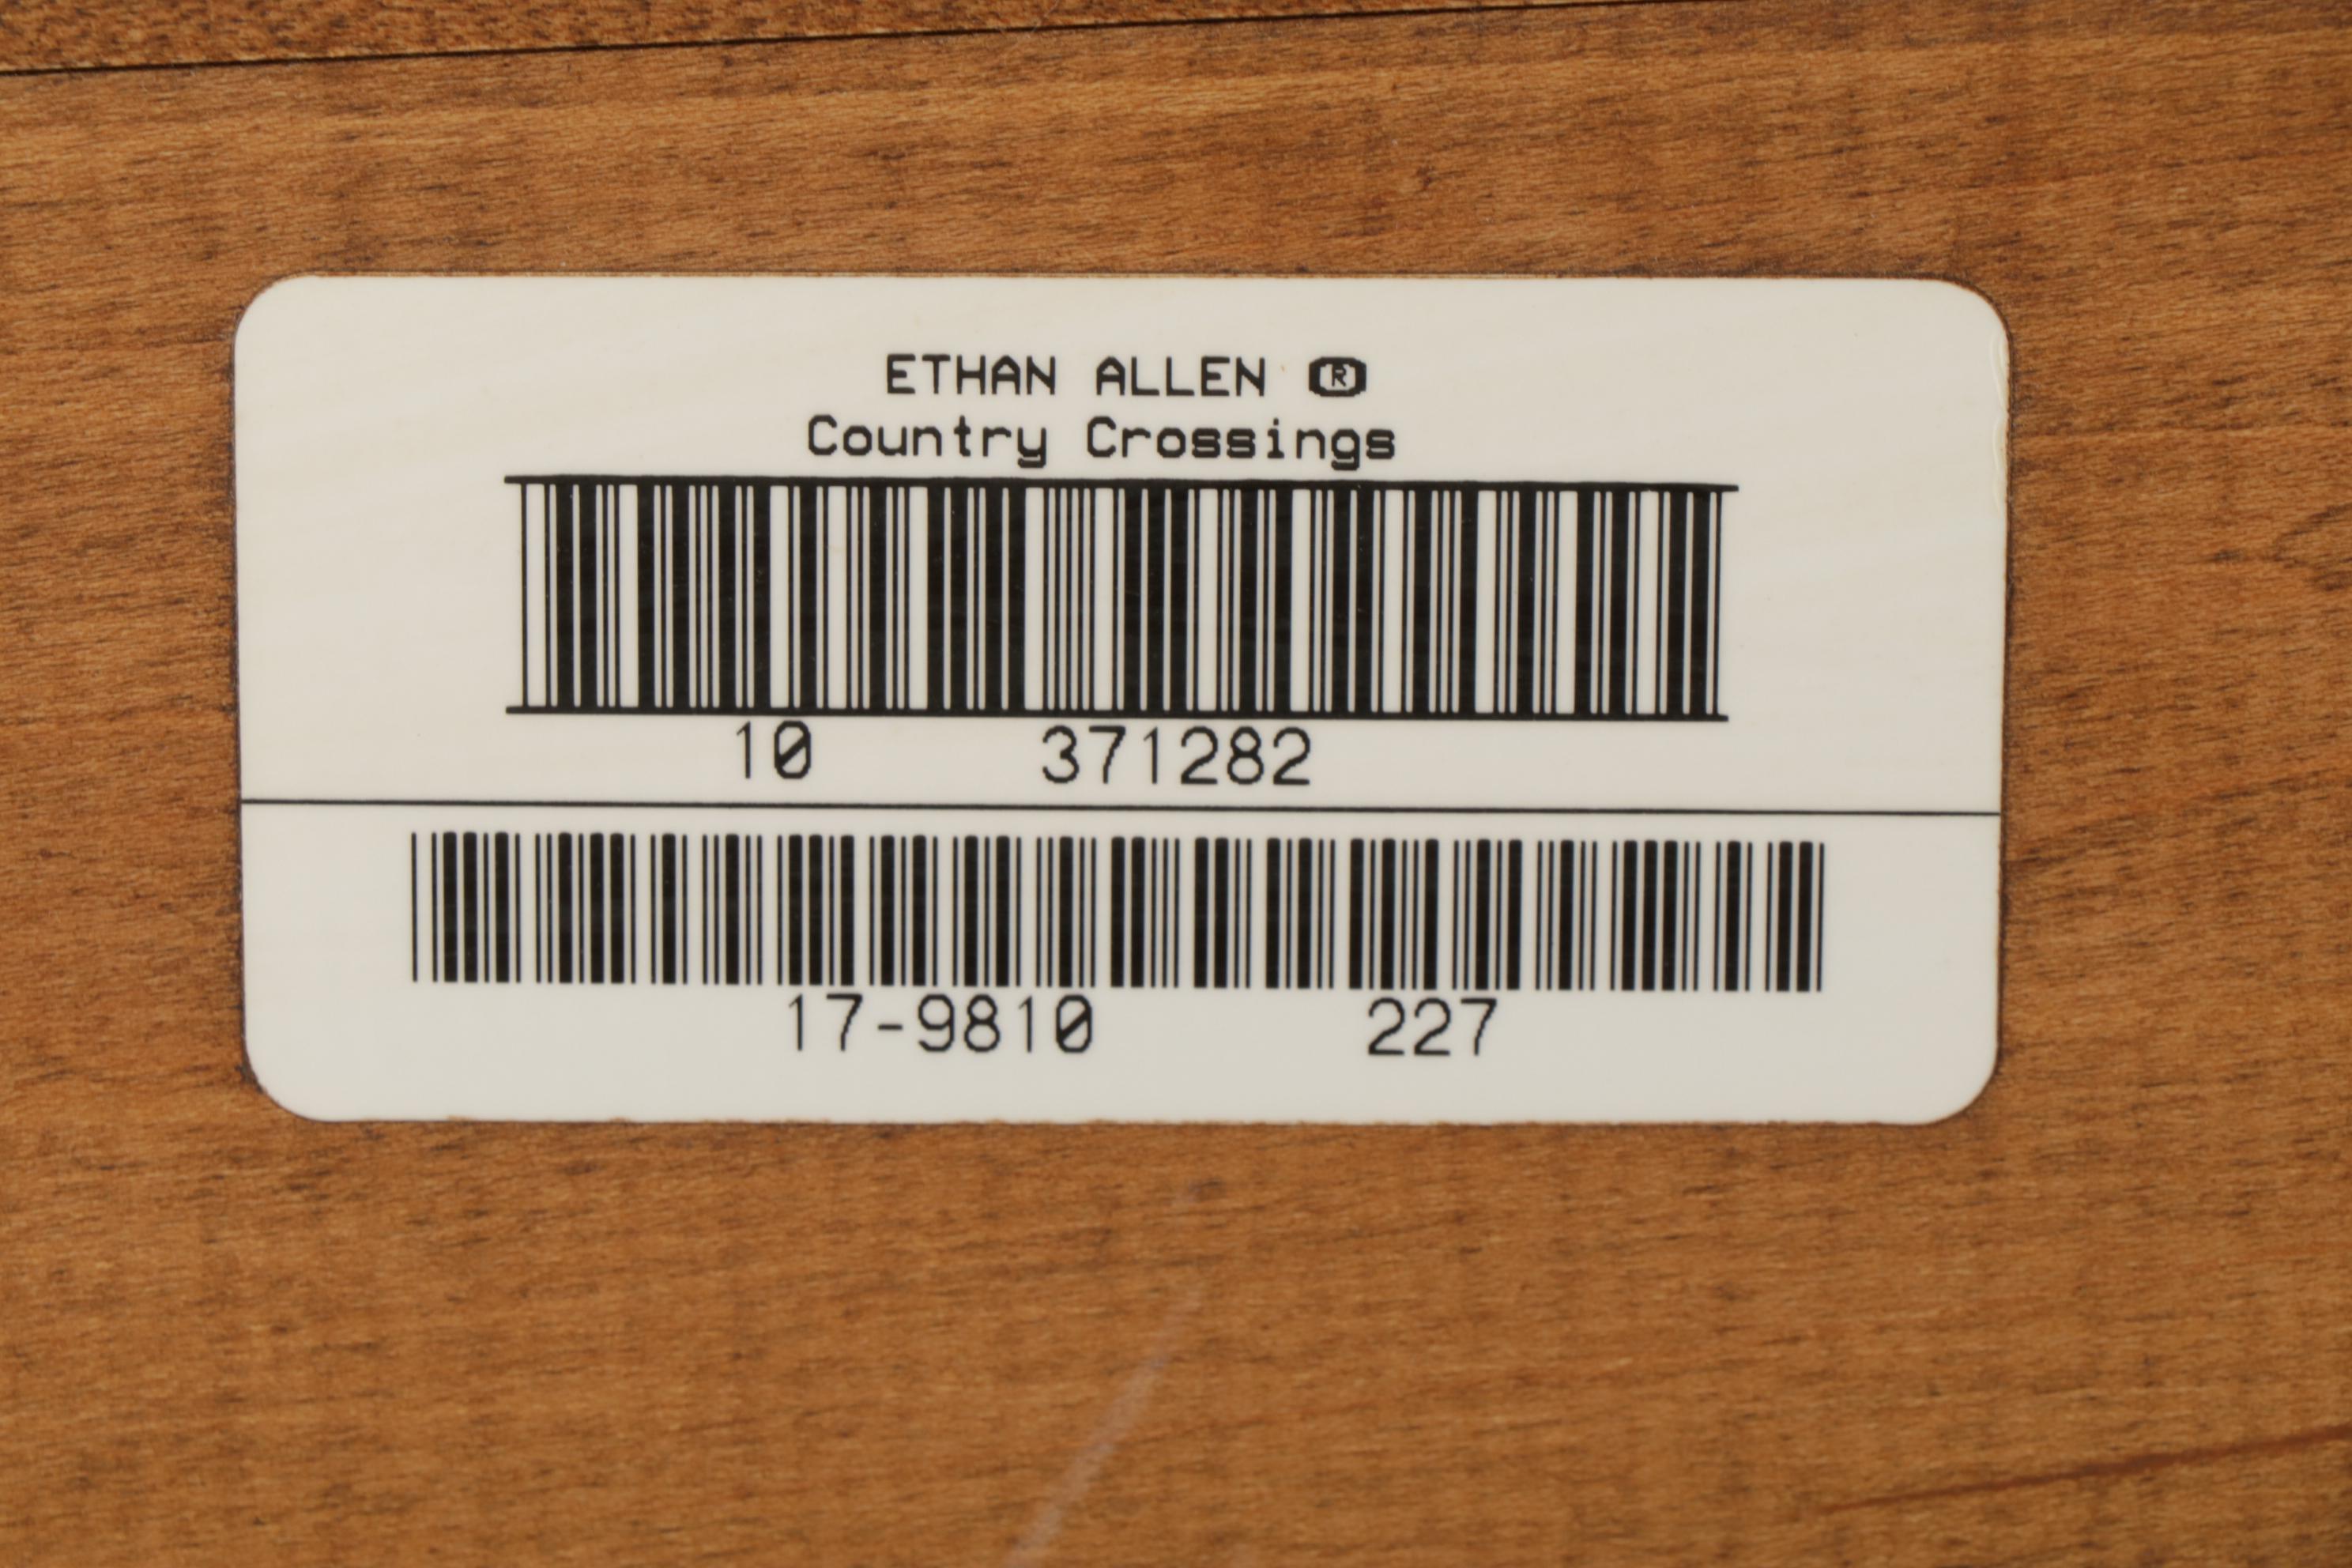 ETHAN ALLEN ®
Country Crossings
10 371282
17-9810 227